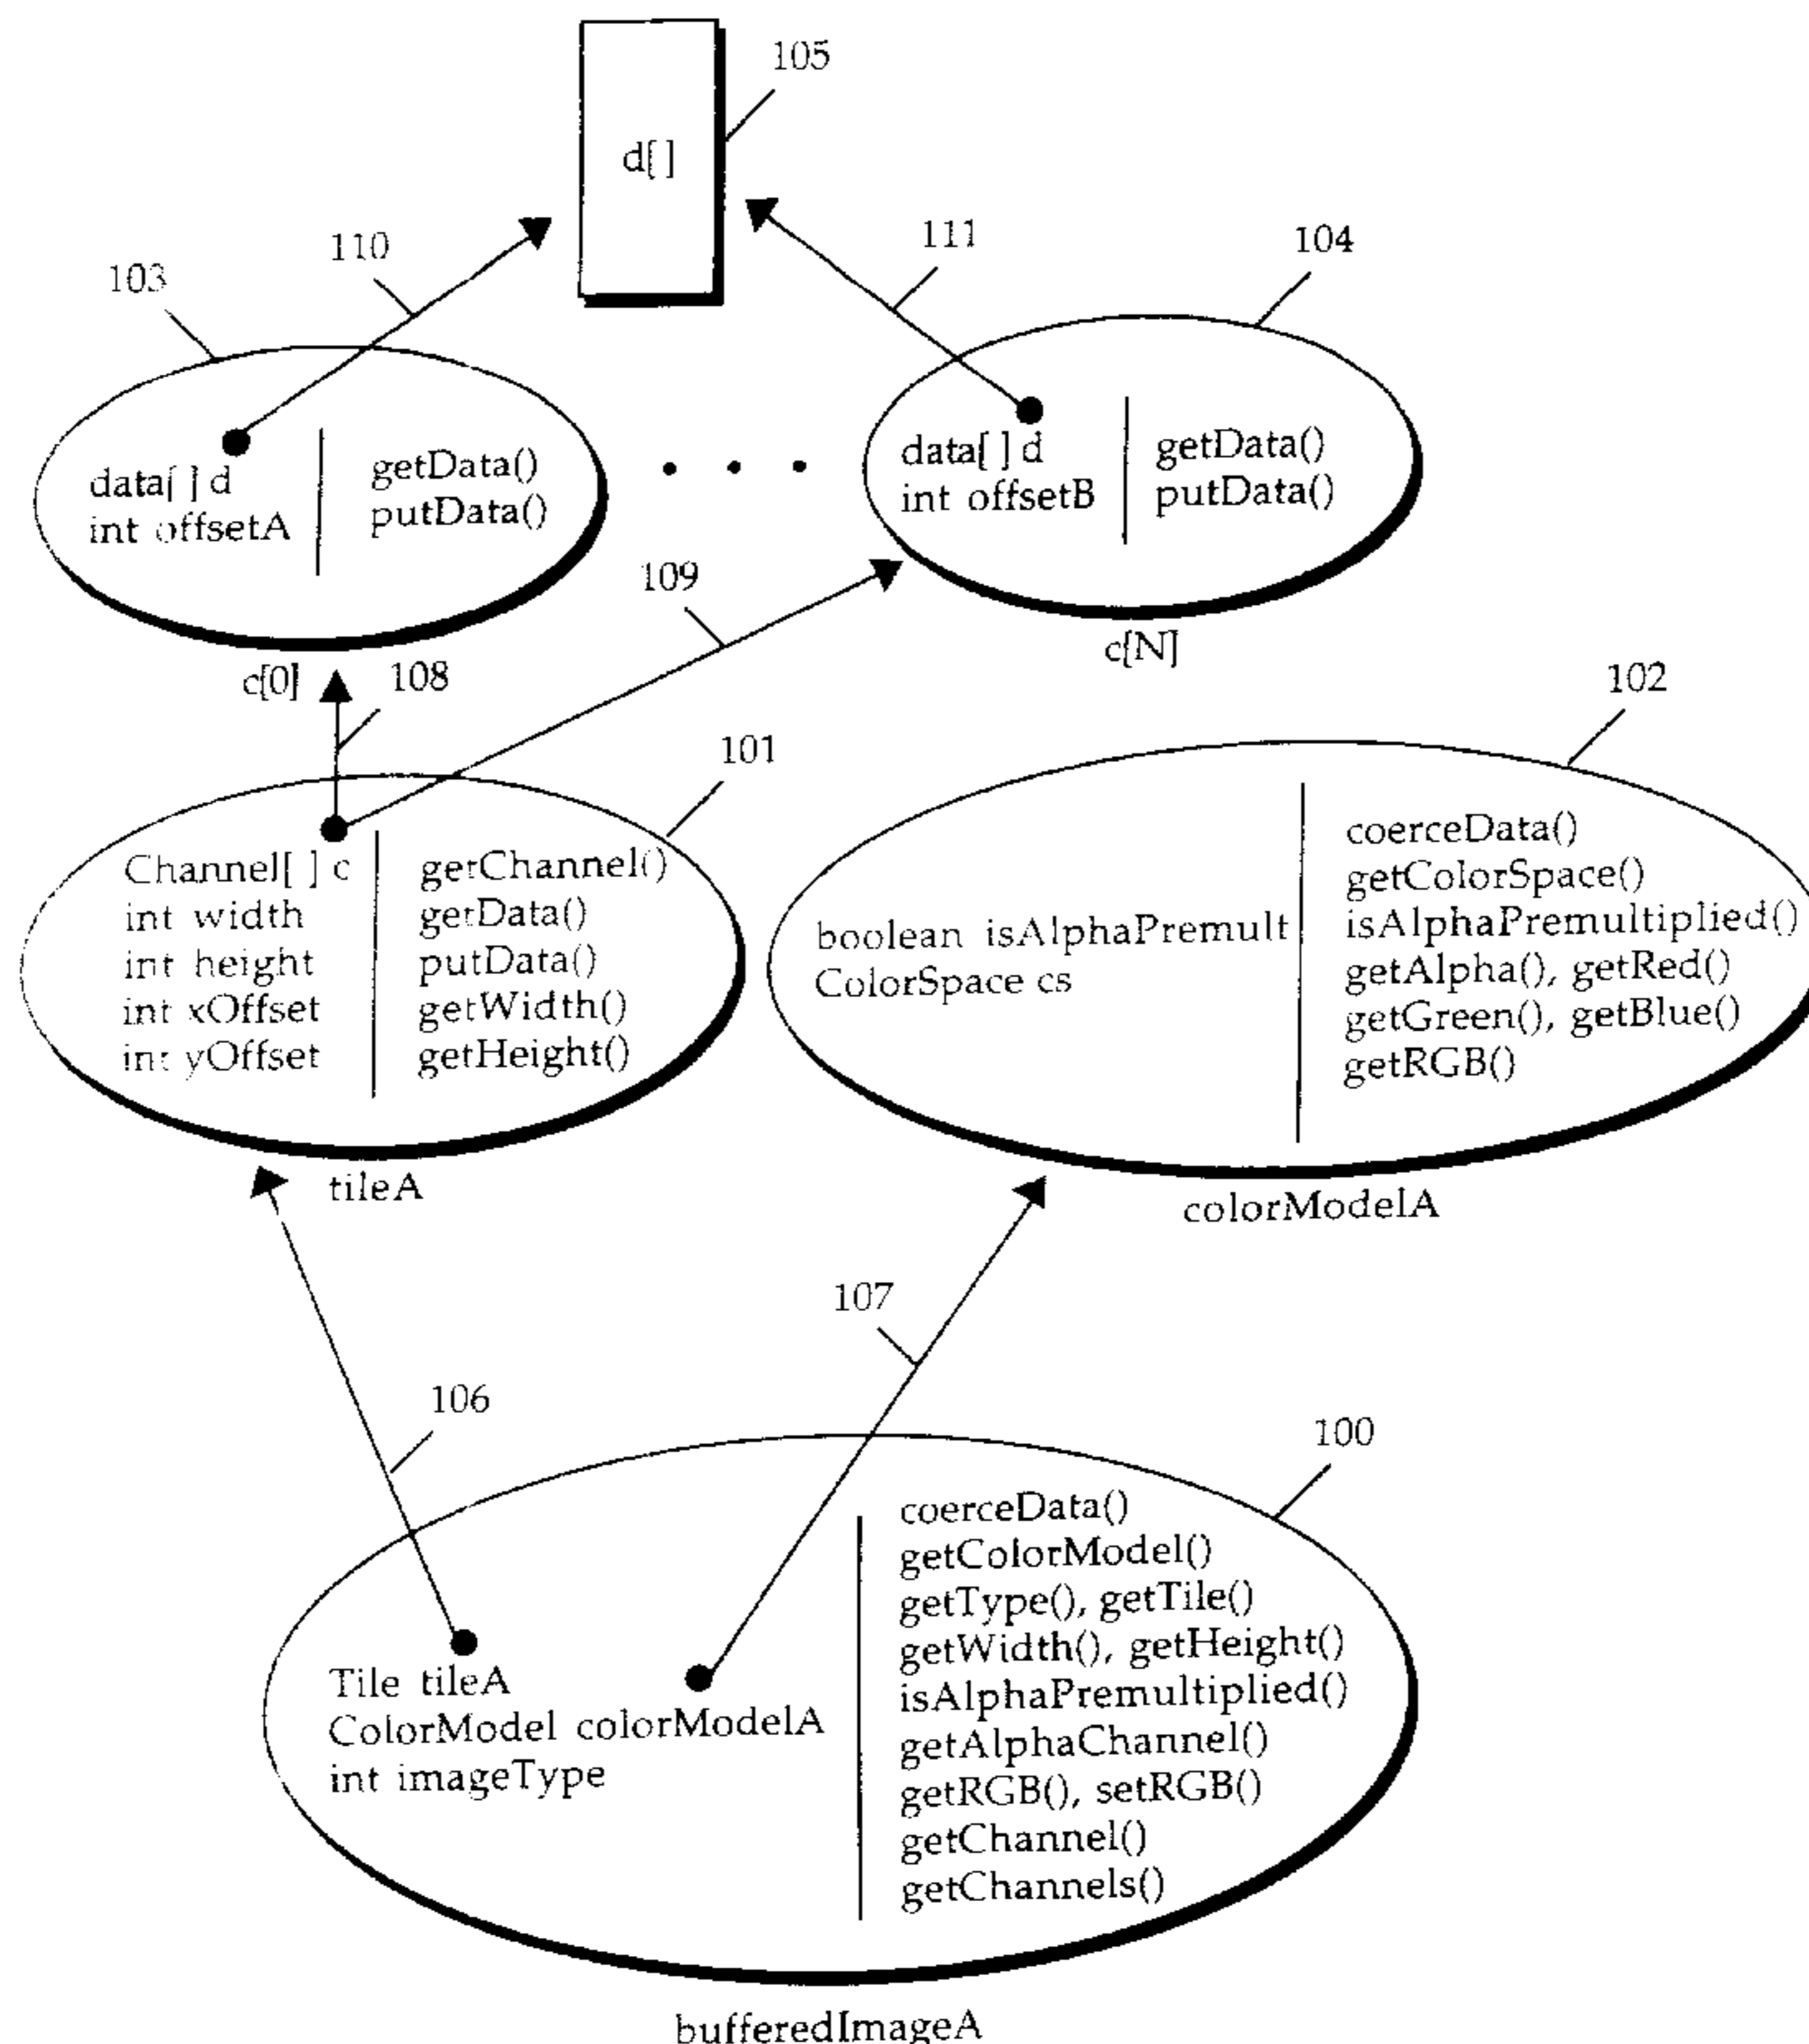 105
d[]
110
111
103
104
data[ ] d
int offsetA
getData()
putData()
data[ ] d
int offsetB
getData()
putData()
109
c[0]
108
c[N]
102
101
Channel[ ] c
int width
int height
int xOffset
int yOffset
getChannel()
getData()
putData()
getWidth()
getHeight()
boolean isAlphaPremult
ColorSpace cs
coerceData()
getColorSpace()
isAlphaPremultiplied()
getAlpha(), getRed()
getGreen(), getBlue()
getRGB()
tileA
colorModelA
107
106
100
Tile tileA
ColorModel colorModelA
int imageType
coerceData()
getColorModel()
getType(), getTile()
getWidth(), getHeight()
isAlphaPremultiplied()
getAlphaChannel()
getRGB(), setRGB()
getChannel()
getChannels()
bufferedImageA